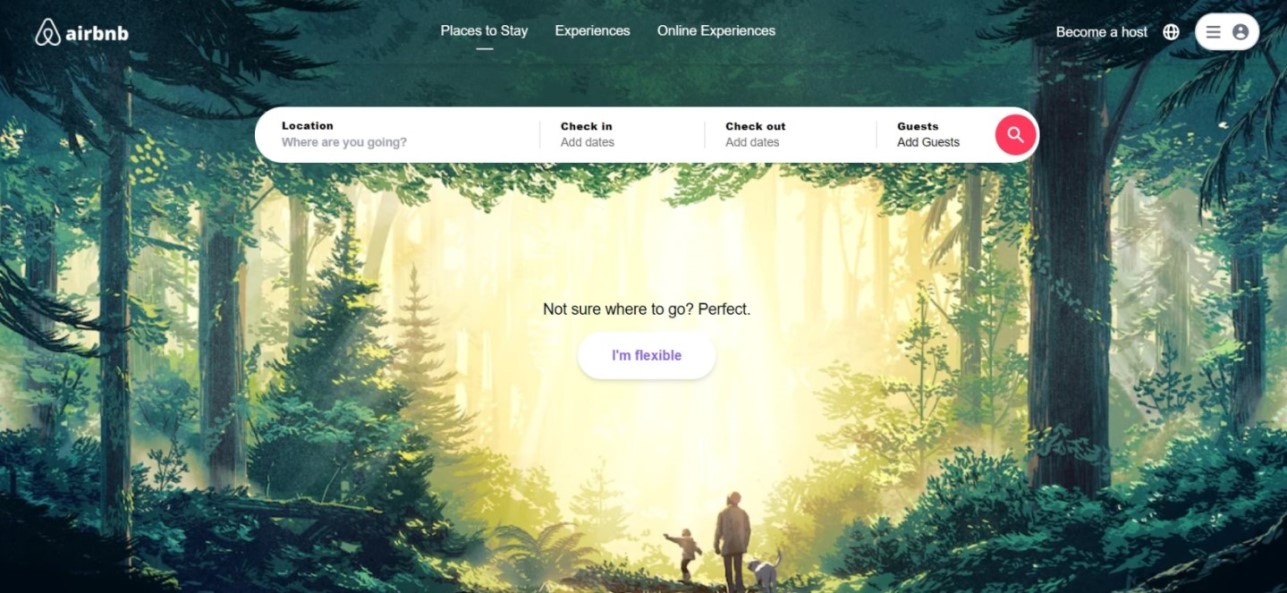 airbnb
Places to Stay
Experiences
Online Experiences
Become a host
Location
Where are you going?
Check in
Add dates
Check out
Add dates
Guests
Add Guests
Not sure where to go? Perfect.
I'm flexible